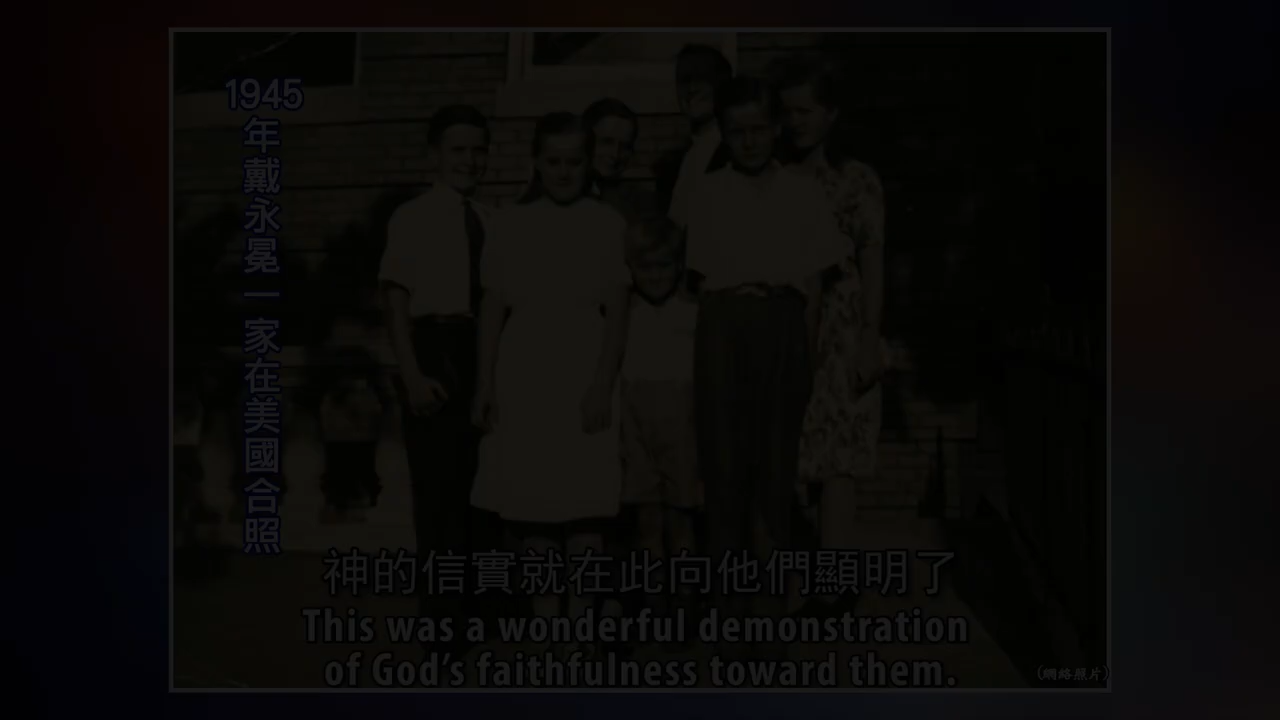 1945年戴永冕一家在美國合照
神的信實就在此向他們顯明了
This was a wonderful demonstration
of God's faithfulness toward them.
(網絡照片)